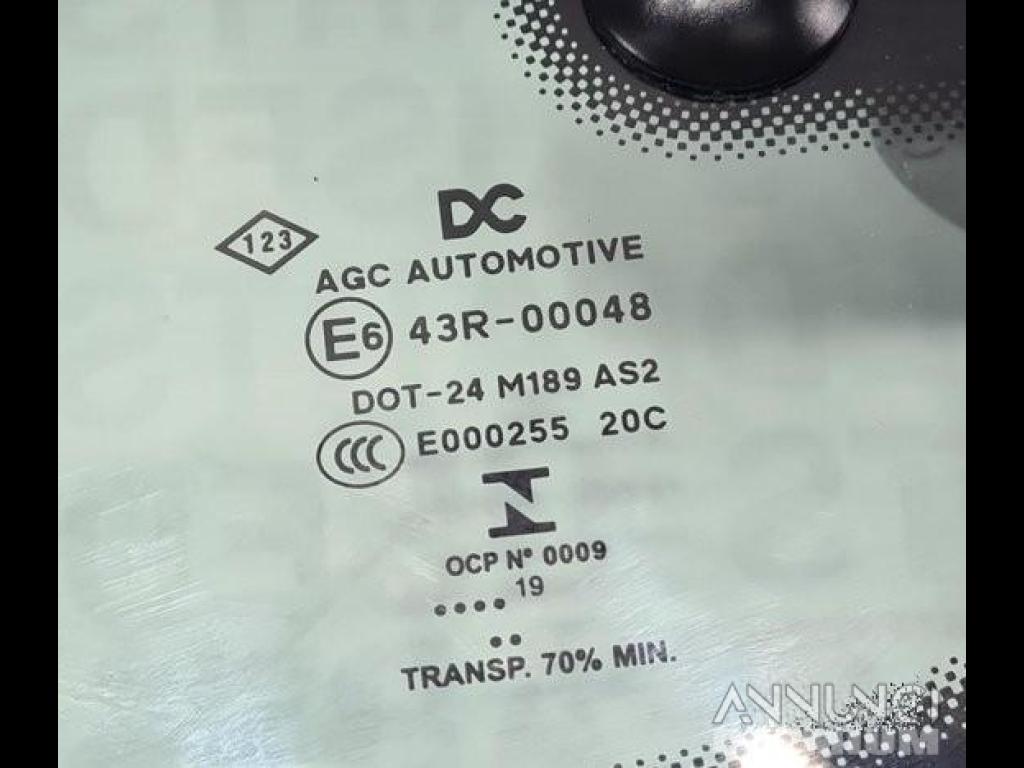 DC
123
AGC AUTOMOTIVE
E6 43R-00048
DOT-24 M189 AS2
CCC E000255 20C
OCP Nº 0009
•••• 19
••
TRANSP. 70% MIN.
ANNUNCI